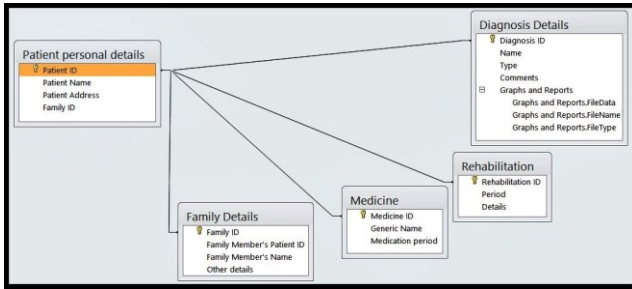 Patient personal details
Patient ID
Patient Name
Patient Address
Family ID
Diagnosis Details
Diagnosis ID
Name
Type
Comments
Graphs and Reports
Graphs and Reports.FileData
Graphs and Reports.FileName
Graphs and Reports.FileType
Rehabilitation
Rehabilitation ID
Period
Details
Medicine
Medicine ID
Generic Name
Medication period
Family Details
Family ID
Family Member's Patient ID
Family Member's Name
Other details